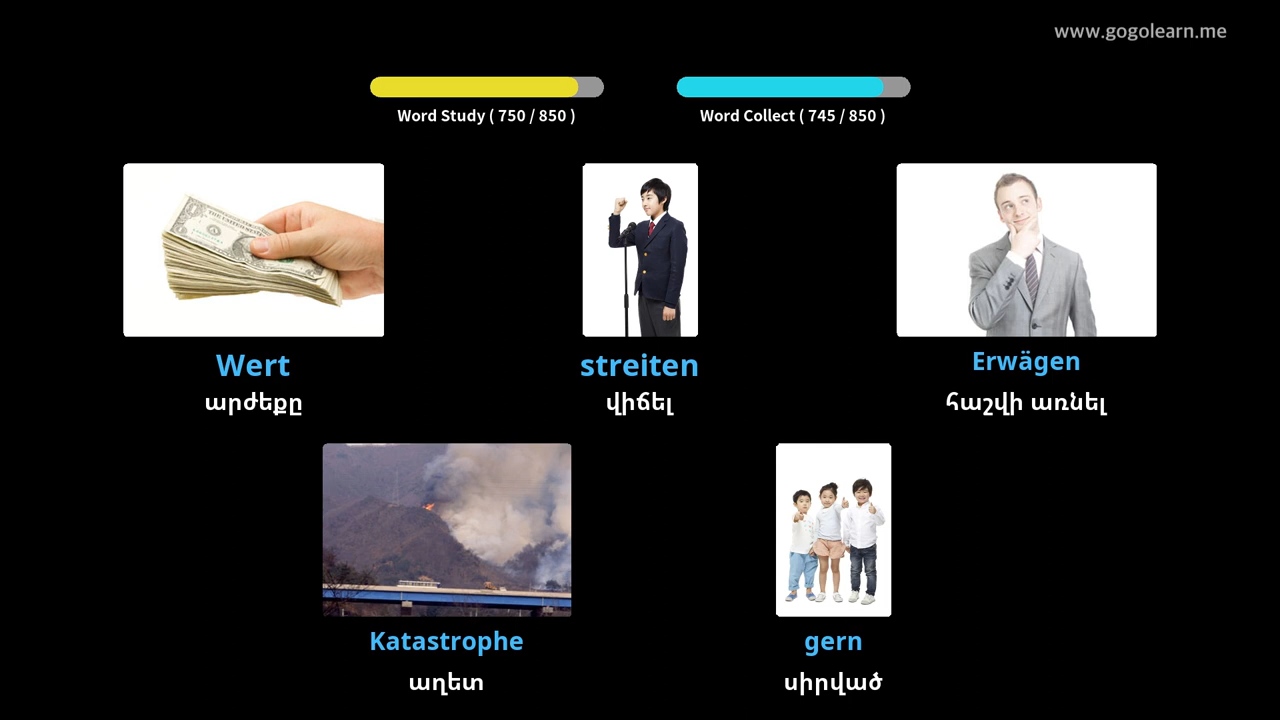 www.gogolearn.me
Word Study ( 750 / 850 )
Word Collect ( 745 / 850 )
Wert
արժեքը
streiten
վիճել
Erwägen
հաշվի առնել
Katastrophe
աղետ
gern
սիրված